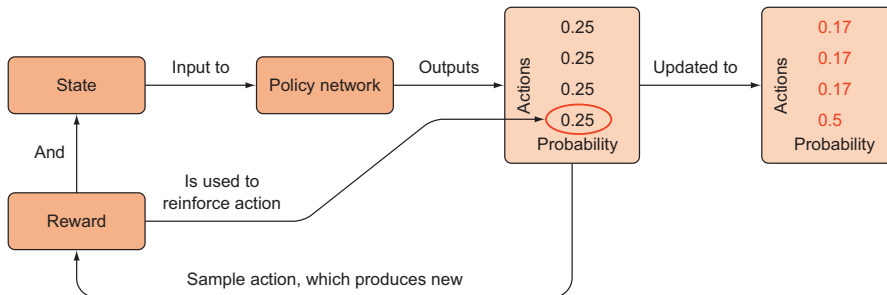 State
Input to
Policy network
Outputs
Actions
0.25
0.25
0.25
0.25
Probability
Updated to
Actions
0.17
0.17
0.17
0.5
Probability
And
Is used to
reinforce action
Reward
Sample action, which produces new